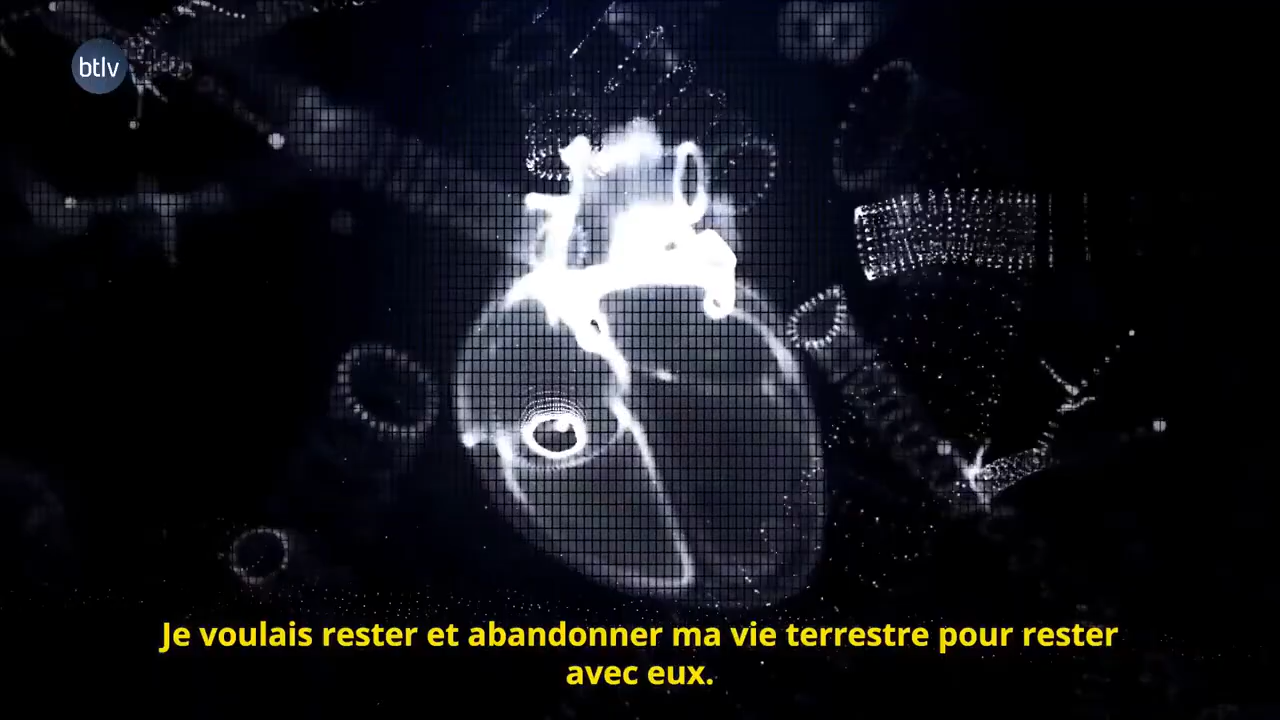 btlv
Je voulais rester et abandonner ma vie terrestre pour rester
avec eux.